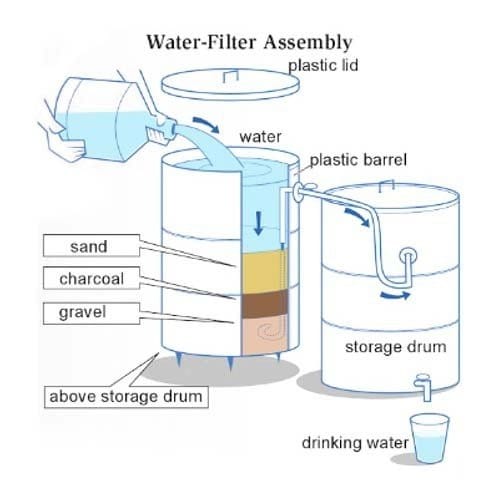 Water-Filter Assembly
plastic lid
water
plastic barrel
sand
charcoal
gravel
storage drum
above storage drum
drinking water